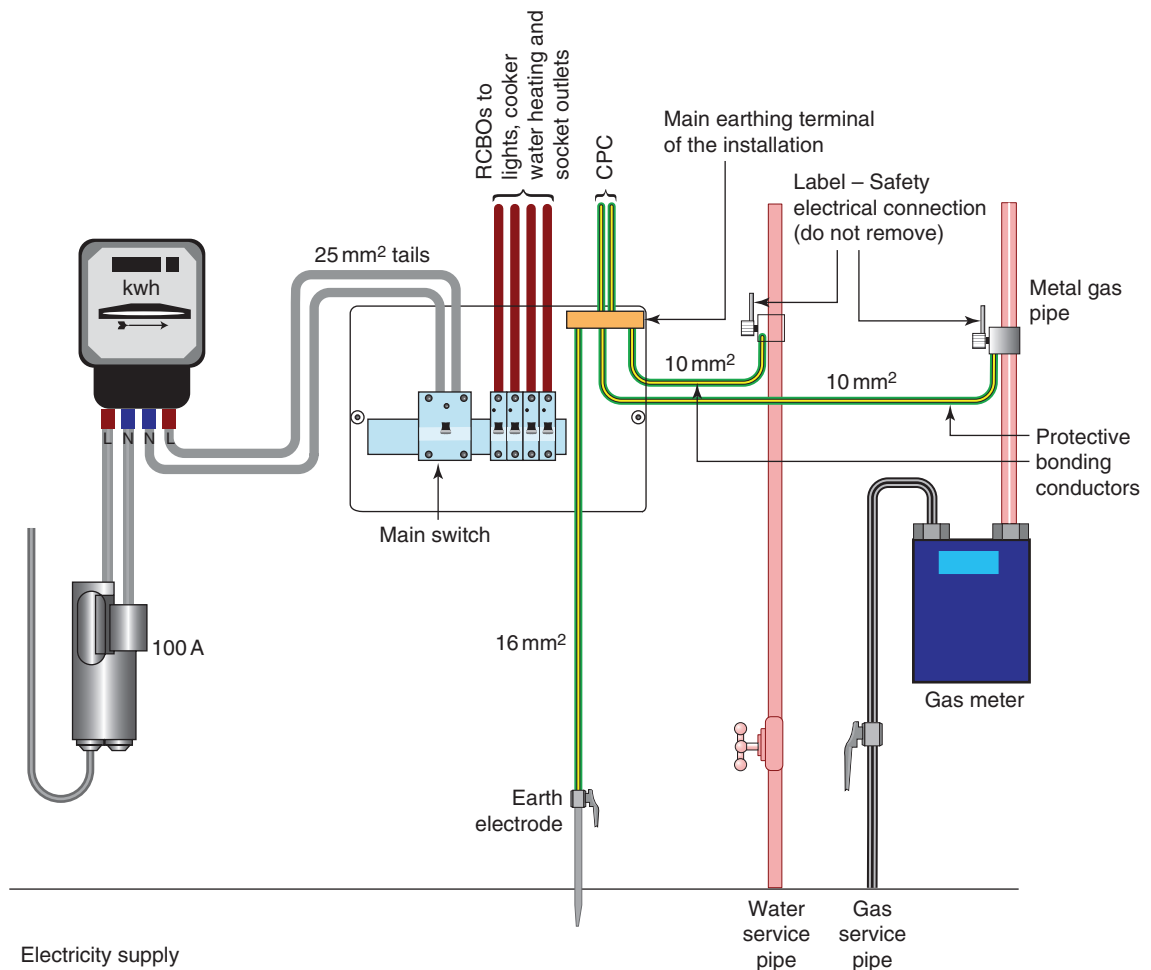 RCBOs to
lights, cooker
water heating and
socket outlets
CPC
Main earthing terminal
of the installation
Label – Safety
electrical connection
(do not remove)
25 mm² tails
kwh
Metal gas
pipe
10 mm²
10 mm²
L N N L
Protective
bonding
conductors
Main switch
16 mm²
100 A
Gas meter
Earth
electrode
Water
service
pipe
Gas
service
pipe
Electricity supply